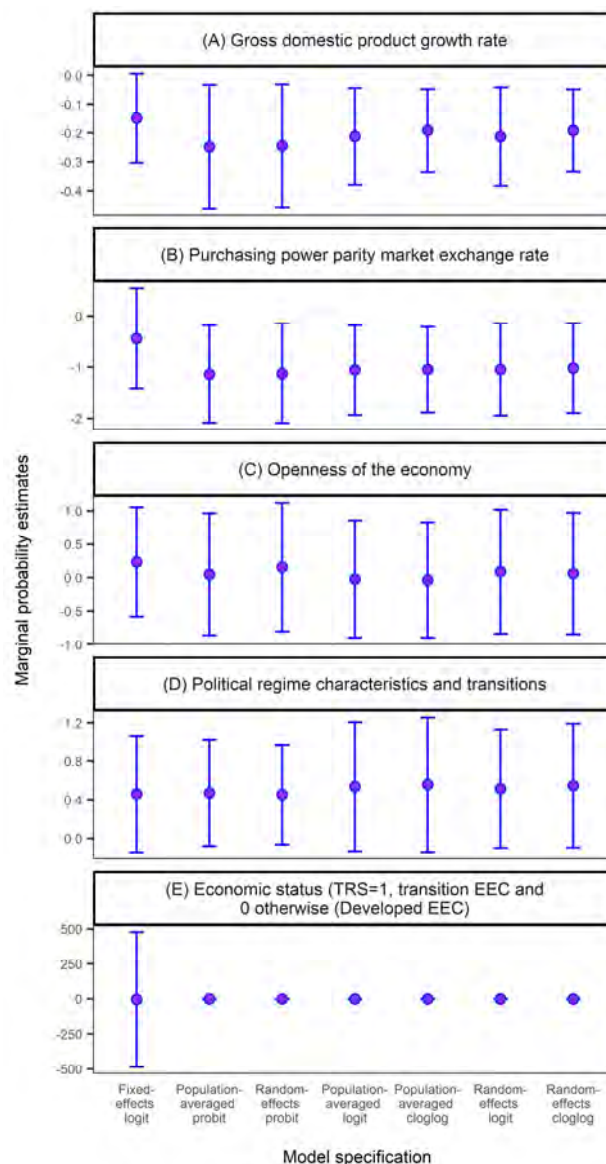 (A) Gross domestic product growth rate
0.0
-0.1
-0.2
-0.3
-0.4
(B) Purchasing power parity market exchange rate
0
-1
-2
(C) Openness of the economy
1.0
0.5
0.0
-0.5
-1.0
(D) Political regime characteristics and transitions
1.2
0.8
0.4
0.0
(E) Economic status (TRS=1, transition EEC and
0 otherwise (Developed EEC)
500
250
0
-250
-500
Marginal probability estimates
Fixed-
effects
logit
Population-
averaged
probit
Random-
effects
probit
Population-
averaged
logit
Population-
averaged
cloglog
Random-
effects
logit
Random-
effects
cloglog
Model specification